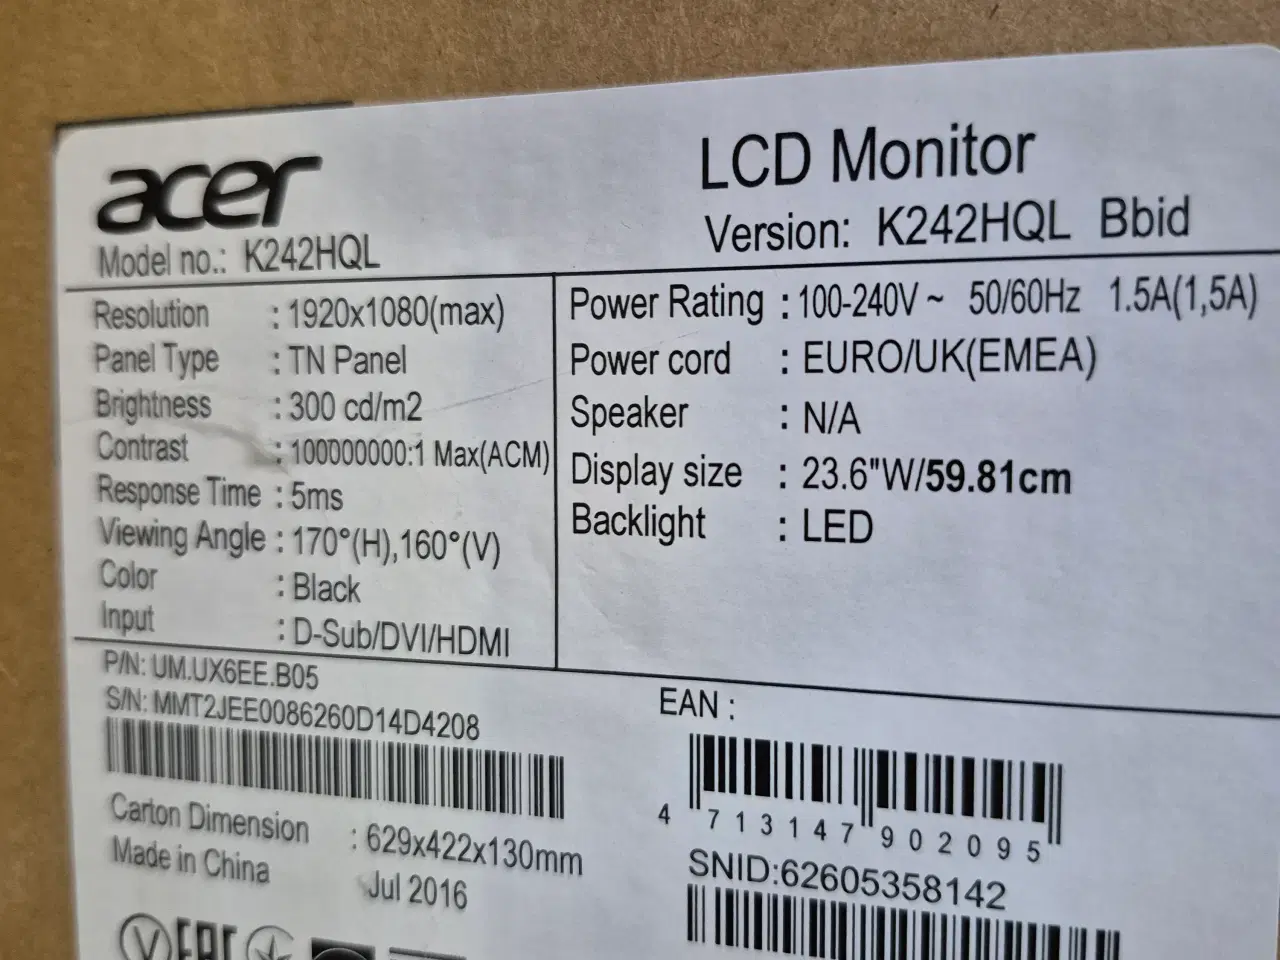 acer
Model no.: K242HQL
LCD Monitor
Version: K242HQL Bbid
Resolution : 1920x1080(max)
Panel Type : TN Panel
Brightness : 300 cd/m2
Contrast : 100000000:1 Max(ACM)
Response Time : 5ms
Viewing Angle : 170°(H),160°(V)
Color : Black
Input : D-Sub/DVI/HDMI
Power Rating : 100-240V~ 50/60Hz 1.5A(1,5A)
Power cord : EURO/UK(EMEA)
Speaker : N/A
Display size : 23.6"W/59.81cm
Backlight : LED
P/N: UM.UX6EE.B05
S/N: MMT2JEE0086260D14D4208
Carton Dimension : 629x422x130mm
Made in China Jul 2016
EAN :
4 713147 902095
SNID:62605358142
EAC